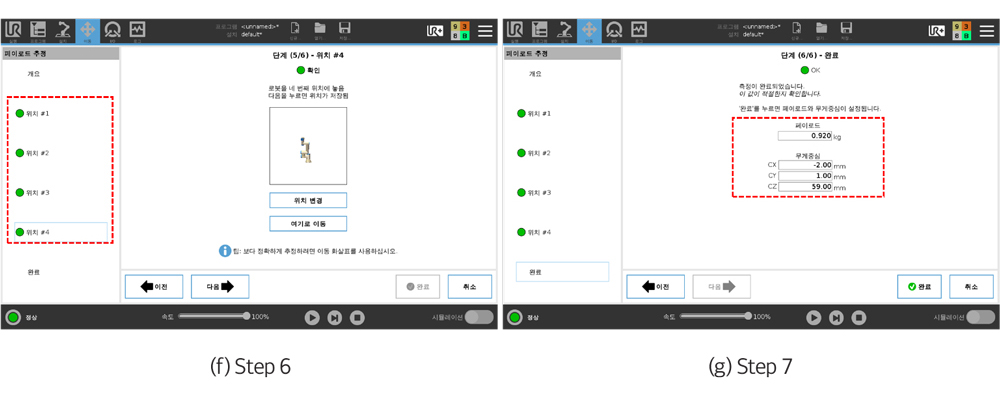 프로그램 <unnamed>*
설치 default*
9 3
8 8
페이로드 추정
개요
위치 #1
위치 #2
위치 #3
위치 #4
완료
단계 (5/6) - 위치 #4
확인
로봇을 네 번째 위치에 놓음
다음을 누르면 위치가 저장됨
위치 변경
여기로 이동
팁: 보다 정확하게 추정하려면 이동 화살표를 사용하십시오.
이전
다음
완료
취소
정상
속도 100%
시뮬레이션
(f) Step 6
프로그램 <unnamed>*
설치 default*
9 3
8 8
페이로드 추정
개요
위치 #1
위치 #2
위치 #3
위치 #4
완료
단계 (6/6) - 완료
OK
측정이 완료되었습니다.
이 값이 적절한지 확인합니다.
'완료'를 누르면 페이로드와 무게중심이 설정됩니다.
페이로드
0.920 kg
무게중심
CX -2.00 mm
CY 1.00 mm
CZ 59.00 mm
이전
다음
완료
취소
정상
속도 100%
시뮬레이션
(g) Step 7